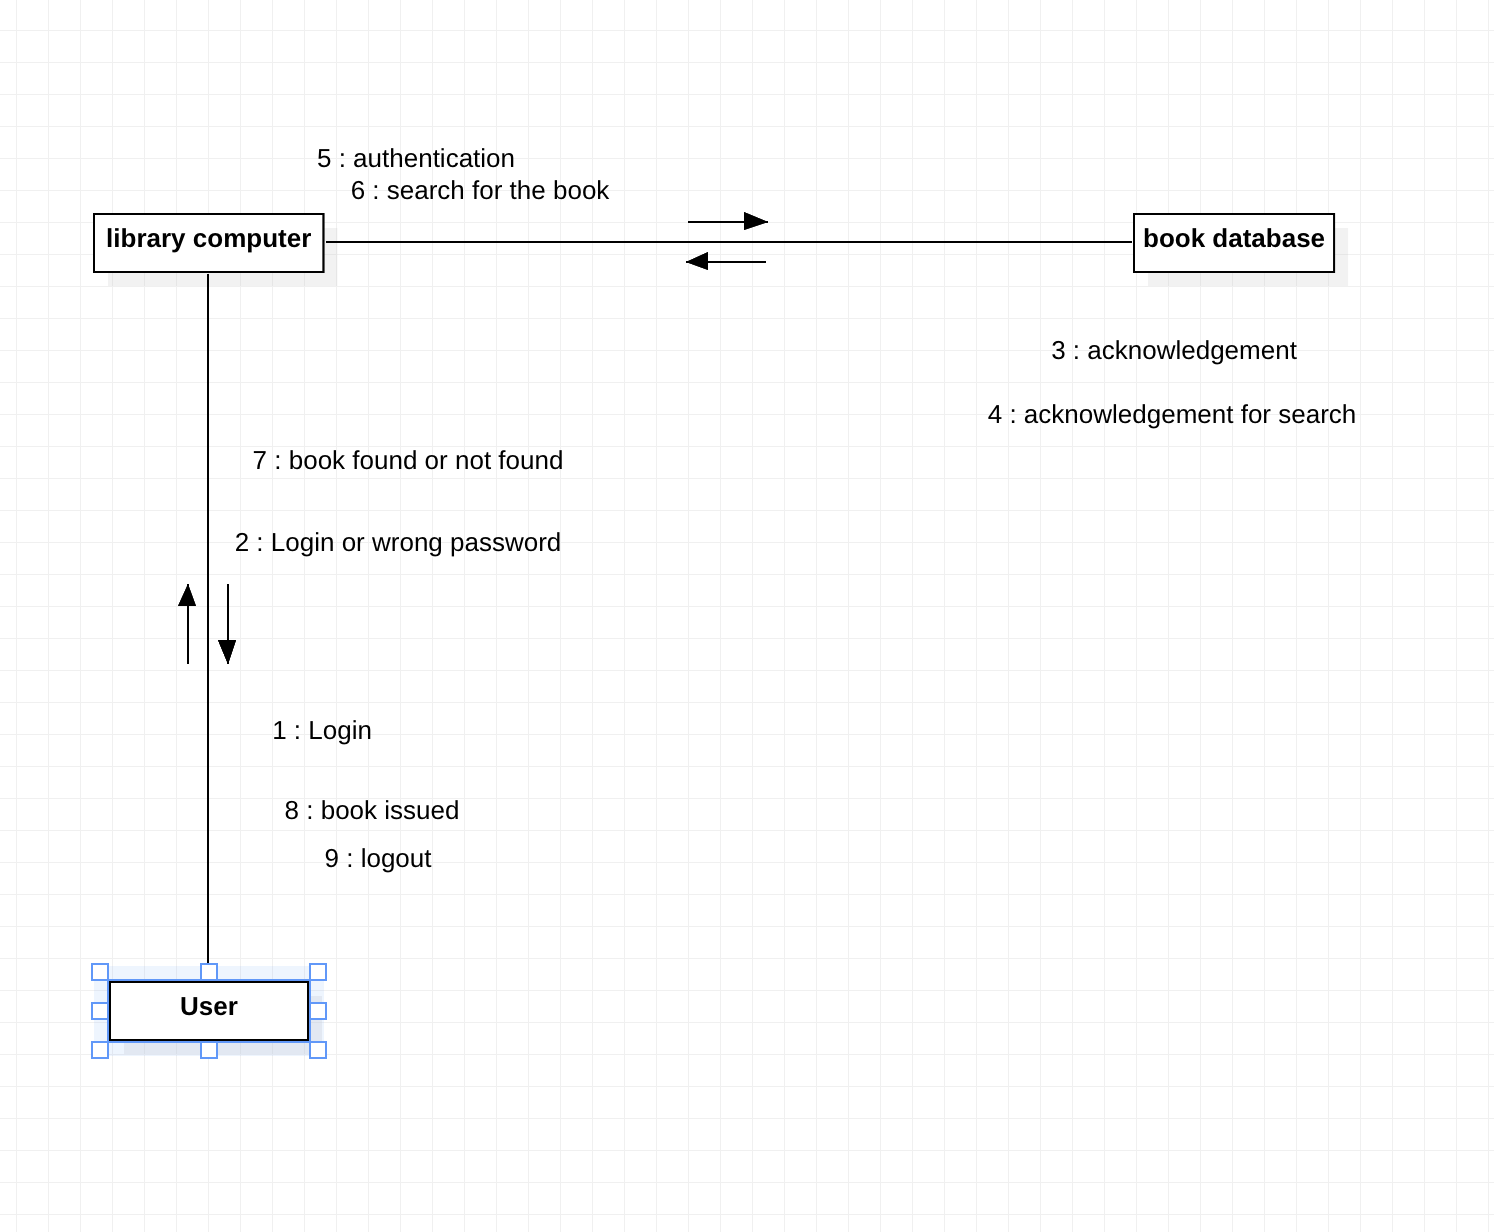 5 : authentication
6 : search for the book
library computer
book database
3 : acknowledgement
4 : acknowledgement for search
7 : book found or not found
2 : Login or wrong password
1 : Login
8 : book issued
9 : logout
User